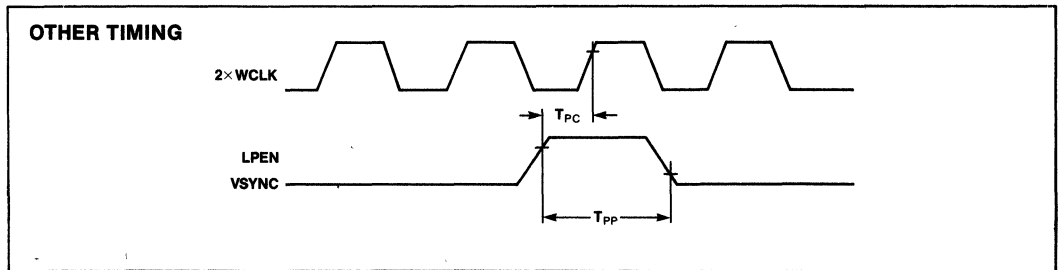 OTHER TIMING
2×WCLK
TPC
LPEN
VSYNC
TPP